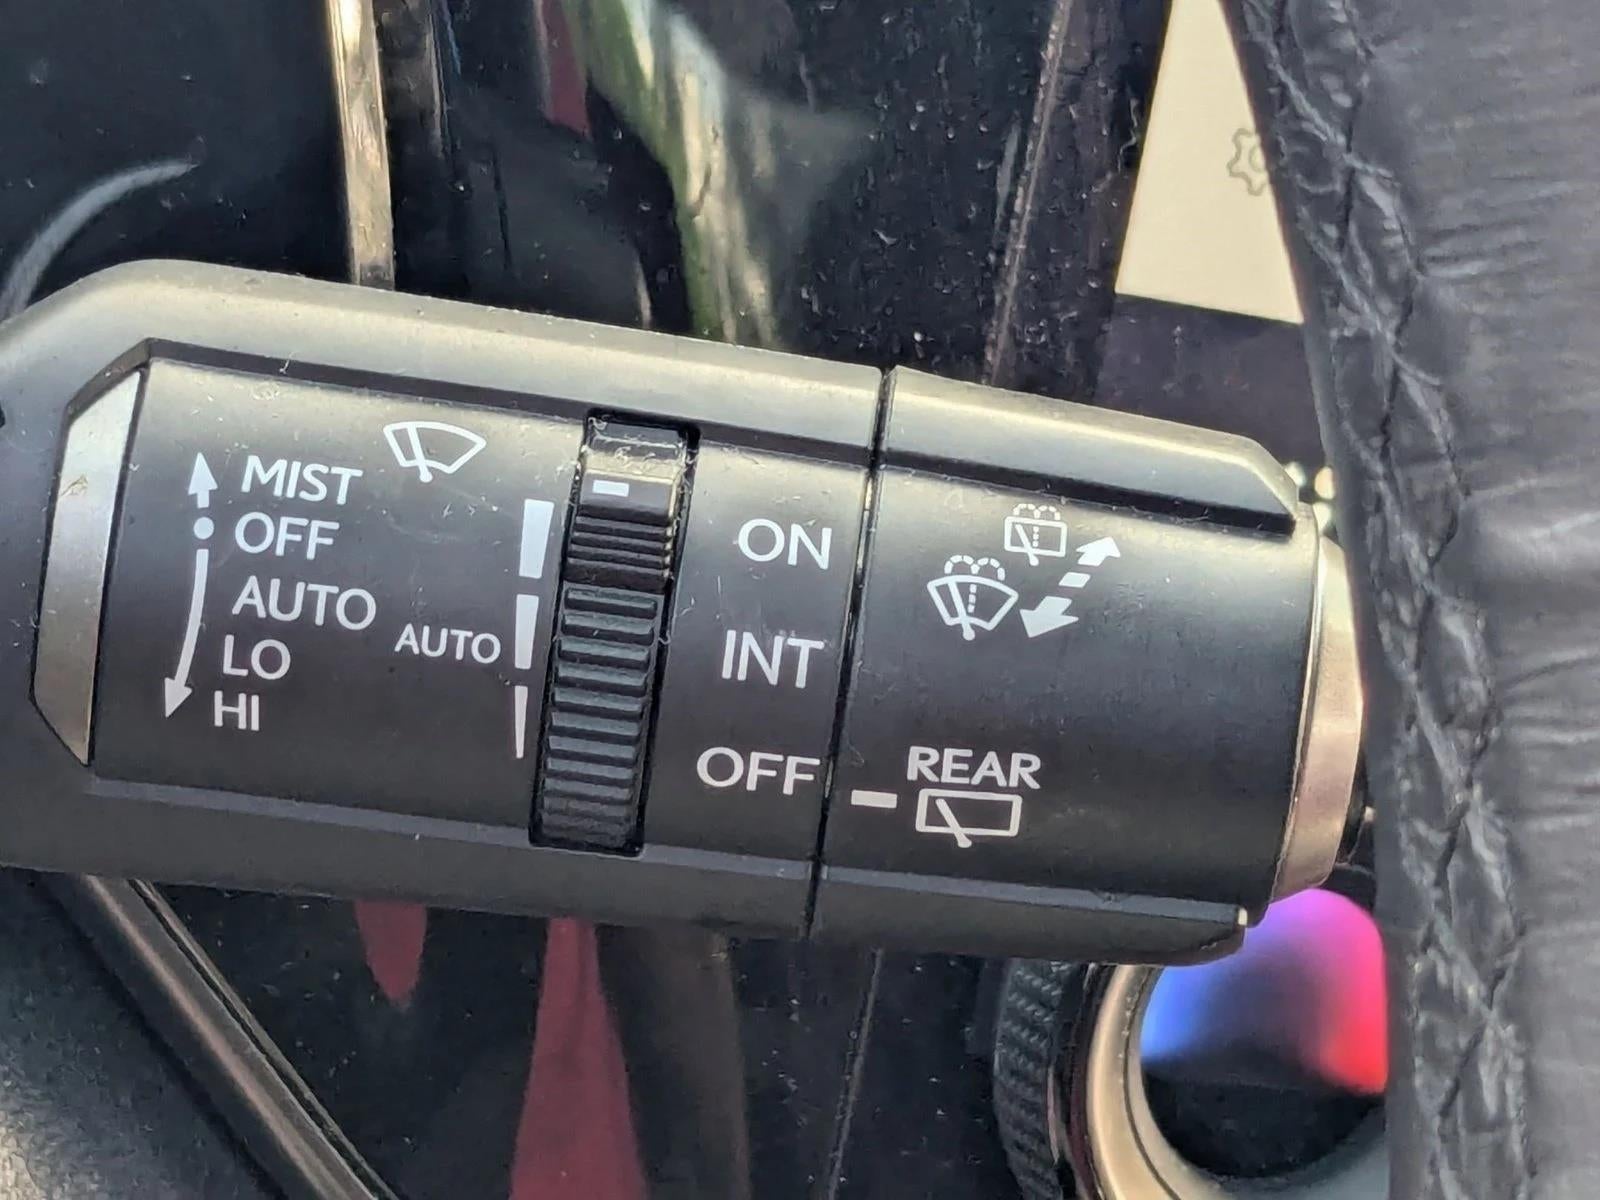 MIST
OFF
AUTO
LO
HI
AUTO
ON
INT
OFF
REAR